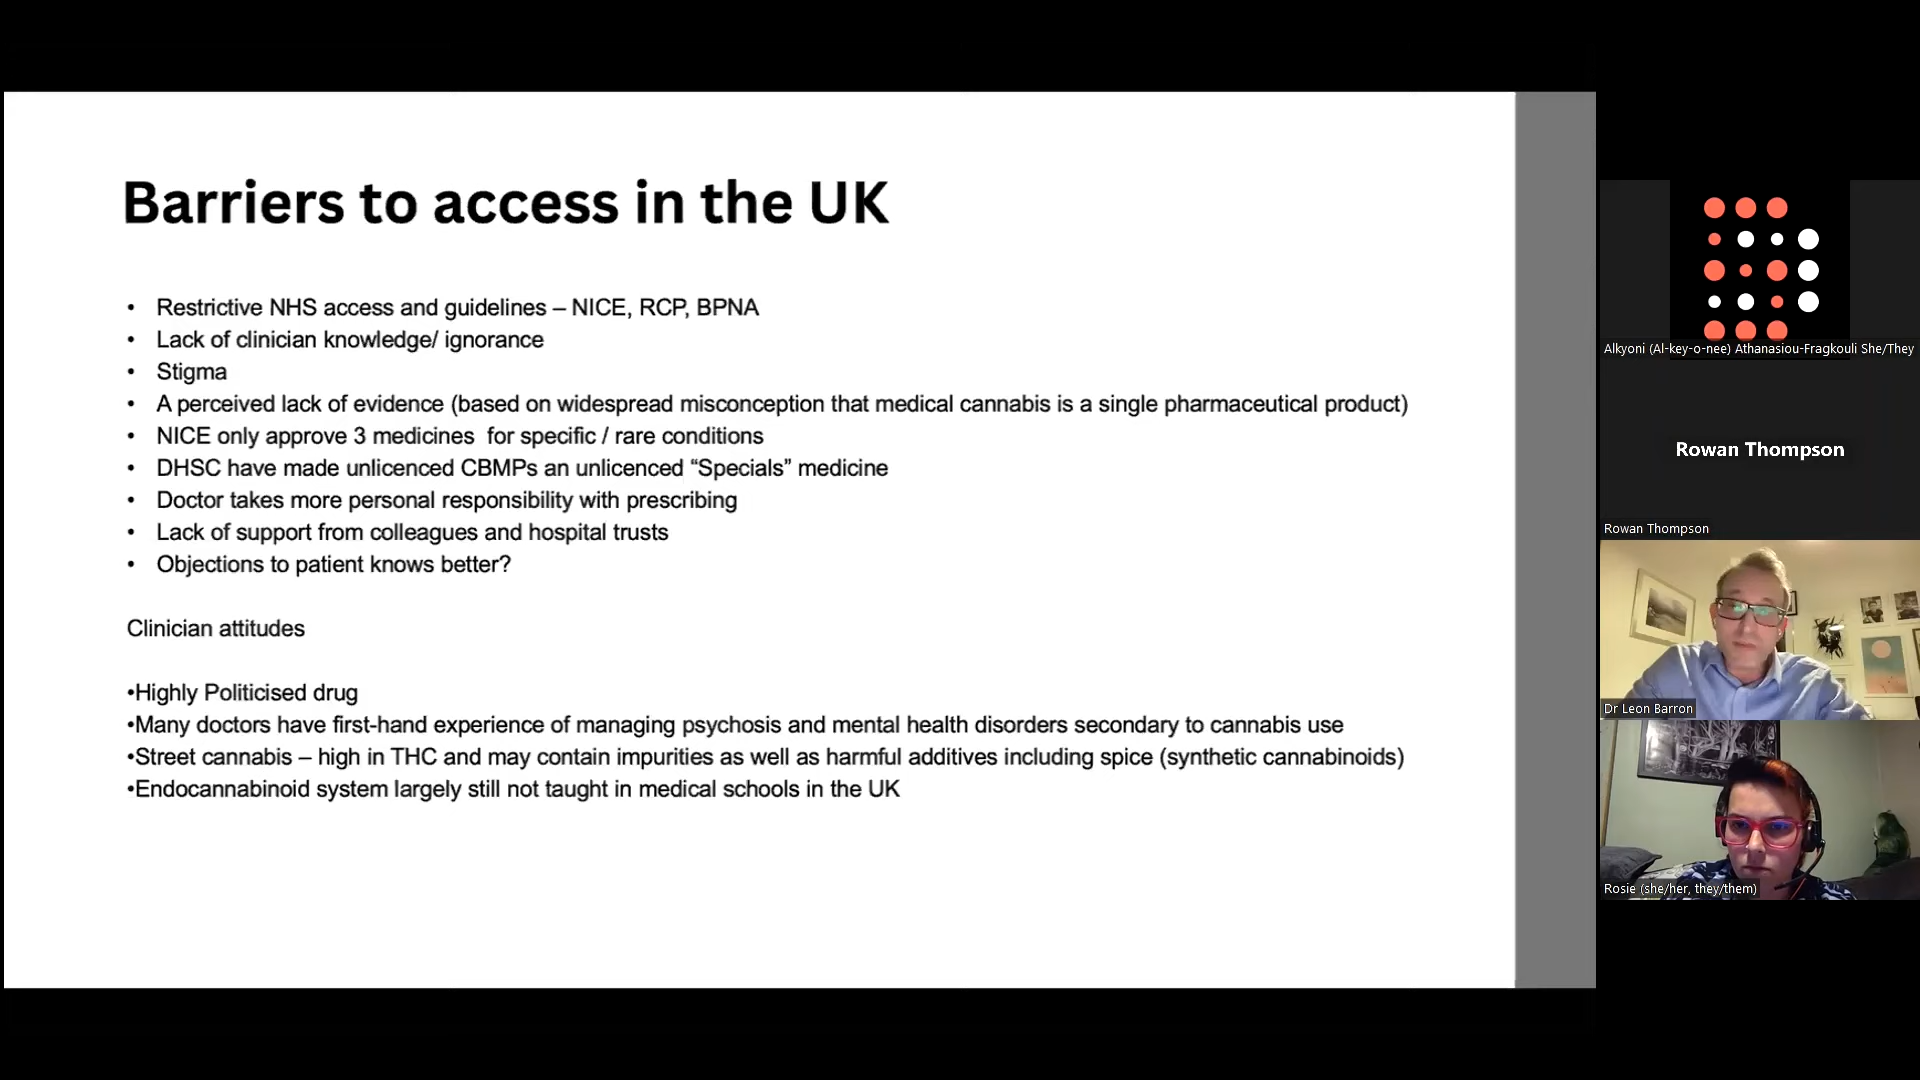 Barriers to access in the UK
• Restrictive NHS access and guidelines – NICE, RCP, BPNA
• Lack of clinician knowledge/ ignorance
• Stigma
• A perceived lack of evidence (based on widespread misconception that medical cannabis is a single pharmaceutical product)
• NICE only approve 3 medicines  for specific / rare conditions
• DHSC have made unlicenced CBMPs an unlicenced “Specials” medicine
• Doctor takes more personal responsibility with prescribing
• Lack of support from colleagues and hospital trusts
• Objections to patient knows better?
Clinician attitudes
•Highly Politicised drug
•Many doctors have first-hand experience of managing psychosis and mental health disorders secondary to cannabis use
•Street cannabis – high in THC and may contain impurities as well as harmful additives including spice (synthetic cannabinoids)
•Endocannabinoid system largely still not taught in medical schools in the UK
Alkyoni (Al-key-o-nee) Athanasiou-Fragkouli She/They
Rowan Thompson
Rowan Thompson
Dr Leon Barron
Rosie (she/her, they/them)